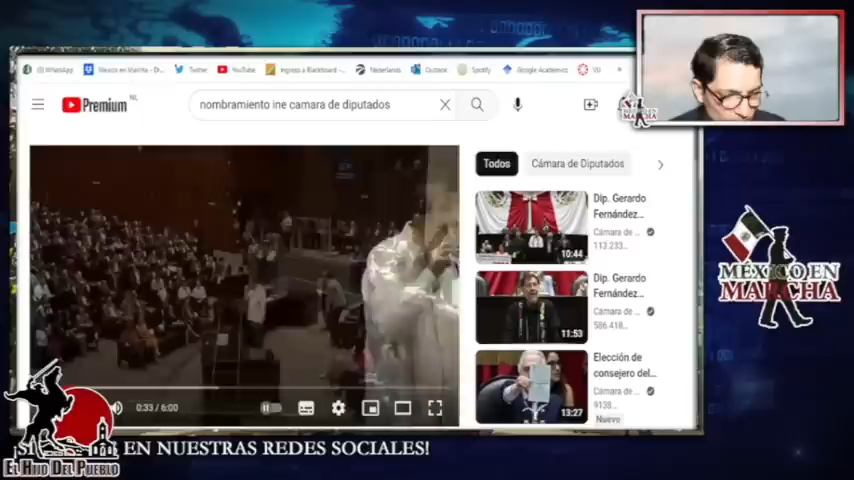 WhatsApp
México en Marcha - Dr...
Twitter
YouTube
Ingreso a Blackboard -...
Nederlands
Outlook
Spotify
Google Académico
VU
Premium NL
nombramiento ine camara de diputados
Todos
Cámara de Diputados
Dip. Gerardo
Fernández...
Cámara de ...
113.233...
10:44
Dip. Gerardo
Fernández...
Cámara de ...
586.418...
11:53
Elección de
consejero del...
Cámara de ...
9138...
Nuevo
13:27
0:33 / 6:00
MÉXICO EN
MARCHA
EN NUESTRAS REDES SOCIALES!
EL HIJO DEL PUEBLO